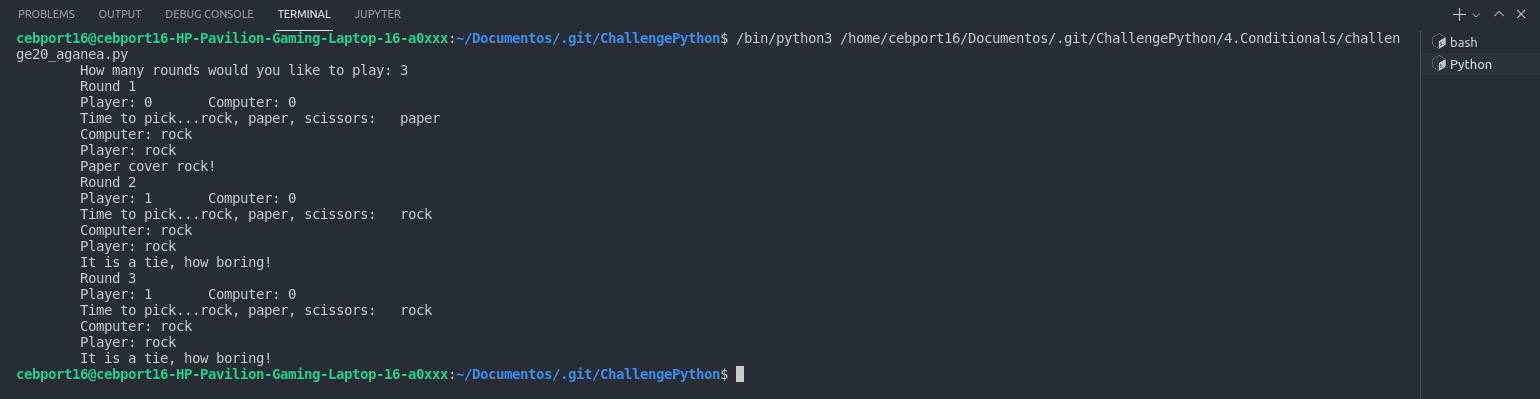 PROBLEMS OUTPUT DEBUG CONSOLE TERMINAL JUPYTER
cebport16@cebport16-HP-Pavilion-Gaming-Laptop-16-a0xxx:~/Documentos/.git/ChallengePython$ /bin/python3 /home/cebport16/Documentos/.git/ChallengePython/4.Conditionals/challen
ge20_aganea.py
How many rounds would you like to play: 3
Round 1
Player: 0 Computer: 0
Time to pick...rock, paper, scissors: paper
Computer: rock
Player: rock
Paper cover rock!
Round 2
Player: 1 Computer: 0
Time to pick...rock, paper, scissors: rock
Computer: rock
Player: rock
It is a tie, how boring!
Round 3
Player: 1 Computer: 0
Time to pick...rock, paper, scissors: rock
Computer: rock
Player: rock
It is a tie, how boring!
cebport16@cebport16-HP-Pavilion-Gaming-Laptop-16-a0xxx:~/Documentos/.git/ChallengePython$
bash
Python